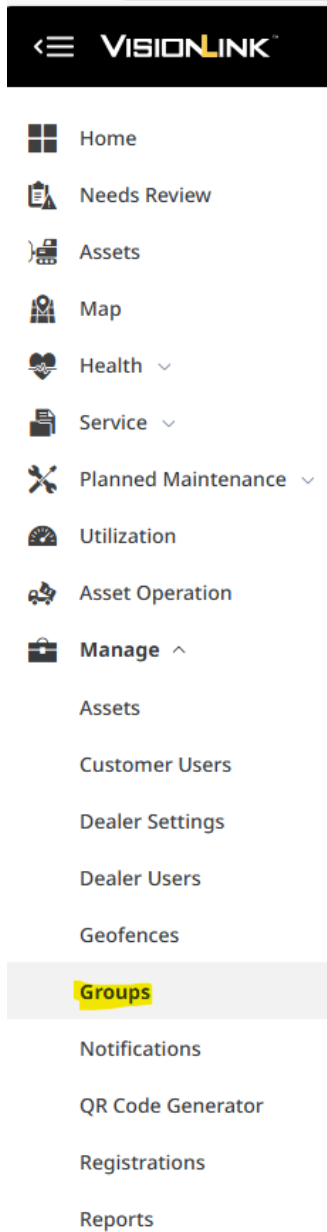 VISIONLINK™
Home
Needs Review
Assets
Map
Health
Service
Planned Maintenance
Utilization
Asset Operation
Manage
Assets
Customer Users
Dealer Settings
Dealer Users
Geofences
Groups
Notifications
QR Code Generator
Registrations
Reports